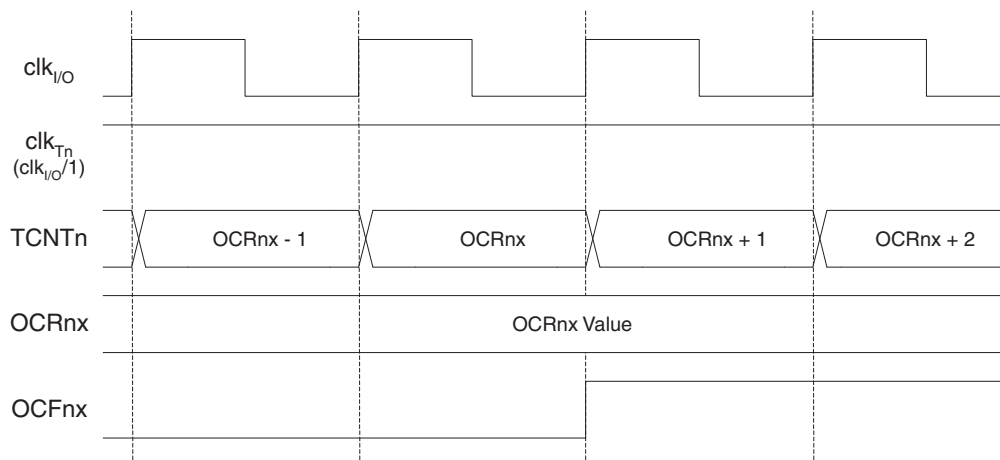 clkI/O
clkTn
(clkI/O/1)
TCNTn
OCRnx - 1
OCRnx
OCRnx + 1
OCRnx + 2
OCRnx
OCRnx Value
OCFnx